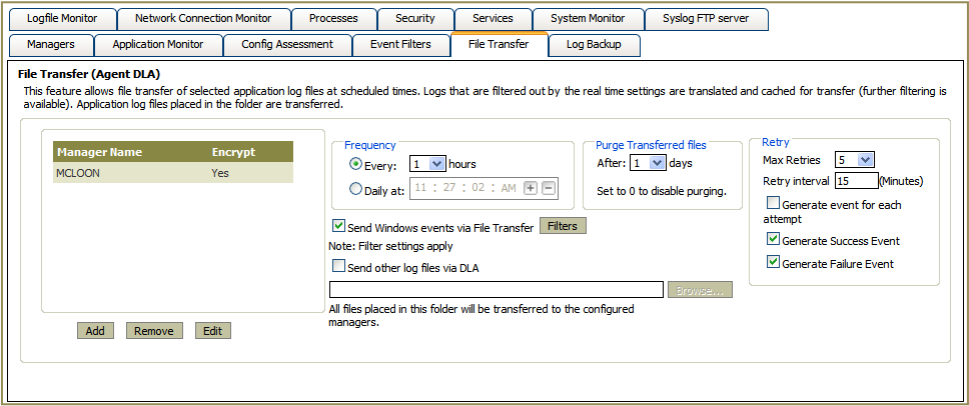 Logfile Monitor Network Connection Monitor Processes Security Services System Monitor Syslog FTP server
Managers Application Monitor Config Assessment Event Filters File Transfer Log Backup
File Transfer (Agent DLA)
This feature allows file transfer of selected application log files at scheduled times. Logs that are filtered out by the real time settings are translated and cached for transfer (further filtering is
available). Application log files placed in the folder are transferred.
Manager Name Encrypt
MCLOON Yes
Add Remove Edit
Frequency
Every: 1 hours
Daily at: 11 : 27 : 02 : AM + -
Purge Transferred files
After: 1 days
Set to 0 to disable purging.
Send Windows events via File Transfer Filters
Note: Filter settings apply
Send other log files via DLA
Browse...
All files placed in this folder will be transferred to the configured
managers.
Retry
Max Retries 5
Retry interval 15 (Minutes)
Generate event for each
attempt
Generate Success Event
Generate Failure Event